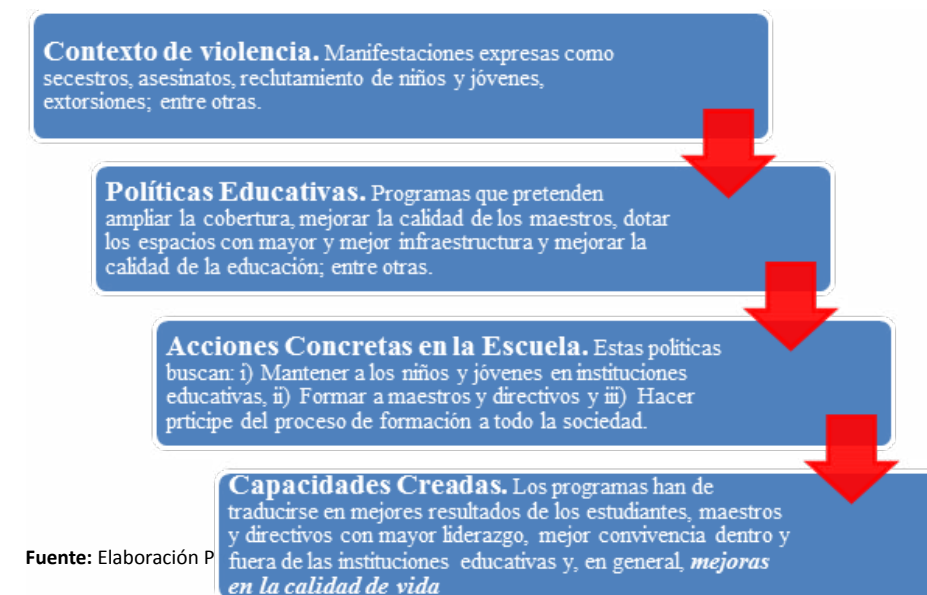 Contexto de violencia. Manifestaciones expresas como
secestros, asesinatos, reclutamiento de niños y jóvenes,
extorsiones; entre otras.
Políticas Educativas. Programas que pretenden
ampliar la cobertura, mejorar la calidad de los maestros, dotar
los espacios con mayor y mejor infraestructura y mejorar la
calidad de la educación; entre otras.
Acciones Concretas en la Escuela. Estas políticas
buscan: i) Mantener a los niños y jóvenes en instituciones
educativas, ii) Formar a maestros y directivos y iii) Hacer
prticipe del proceso de formación a todo la sociedad.
Capacidades Creadas. Los programas han de
traducirse en mejores resultados de los estudiantes, maestros
y directivos con mayor liderazgo, mejor convivencia dentro y
fuera de las instituciones educativas y, en general, mejoras
en la calidad de vida
Fuente: Elaboración P